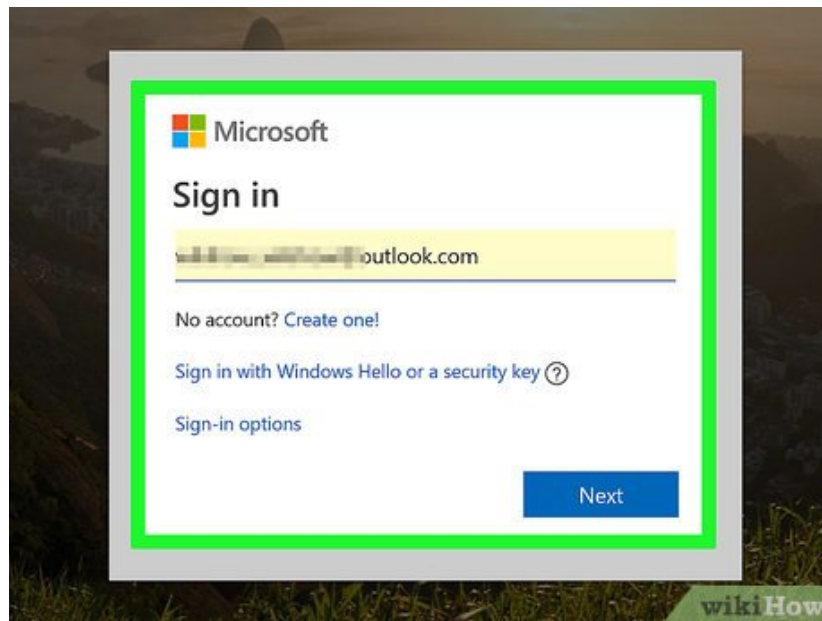 Microsoft
Sign in
outlook.com
No account? Create one!
Sign in with Windows Hello or a security key ?
Sign-in options
Next
wikiHow